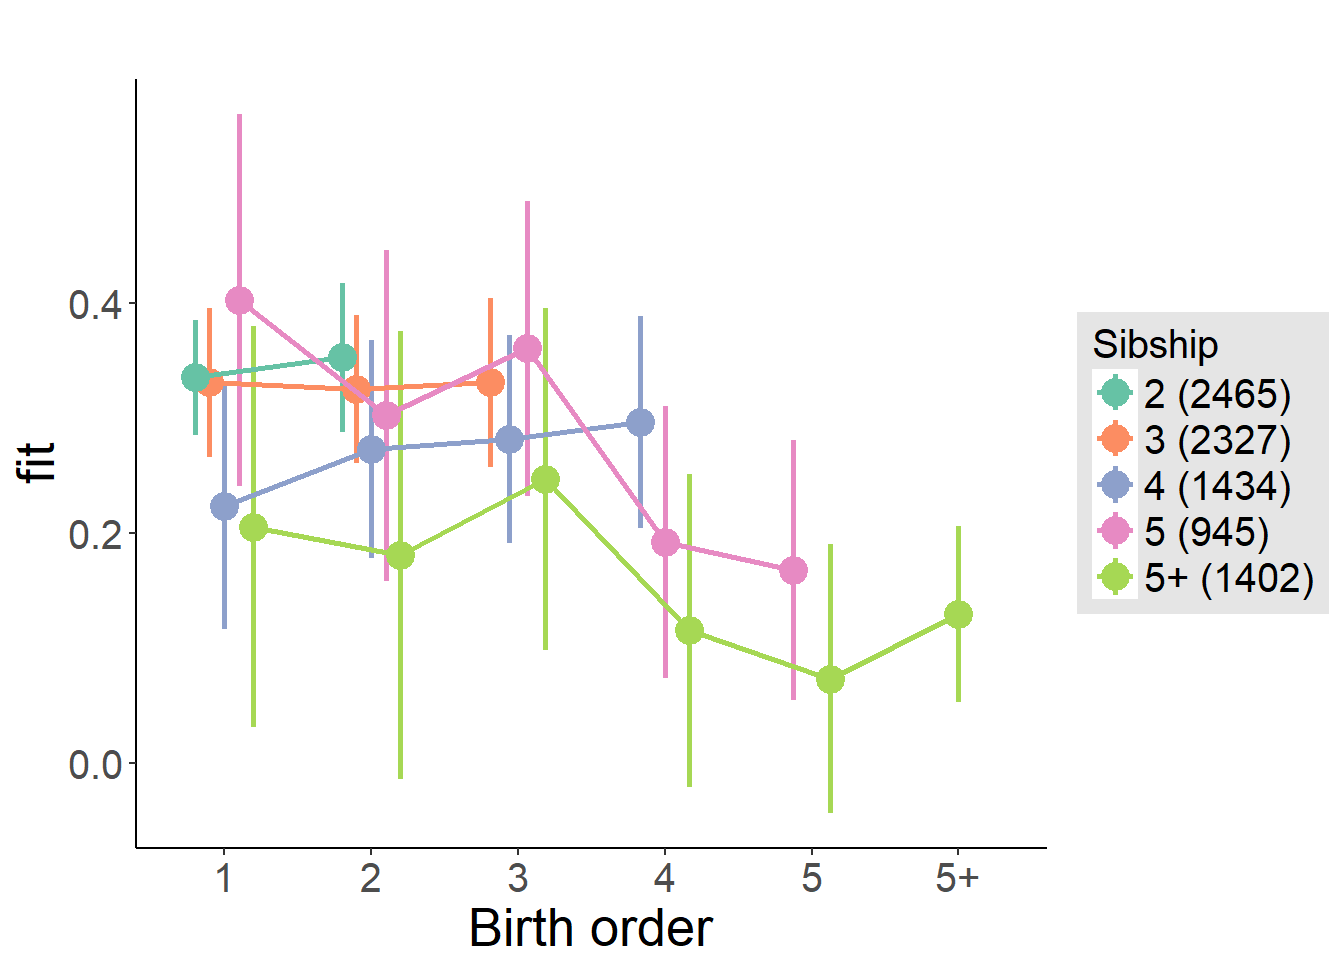 fit
0.4
0.2
0.0
1 2 3 4 5 5+
Birth order
Sibship
2 (2465)
3 (2327)
4 (1434)
5 (945)
5+ (1402)